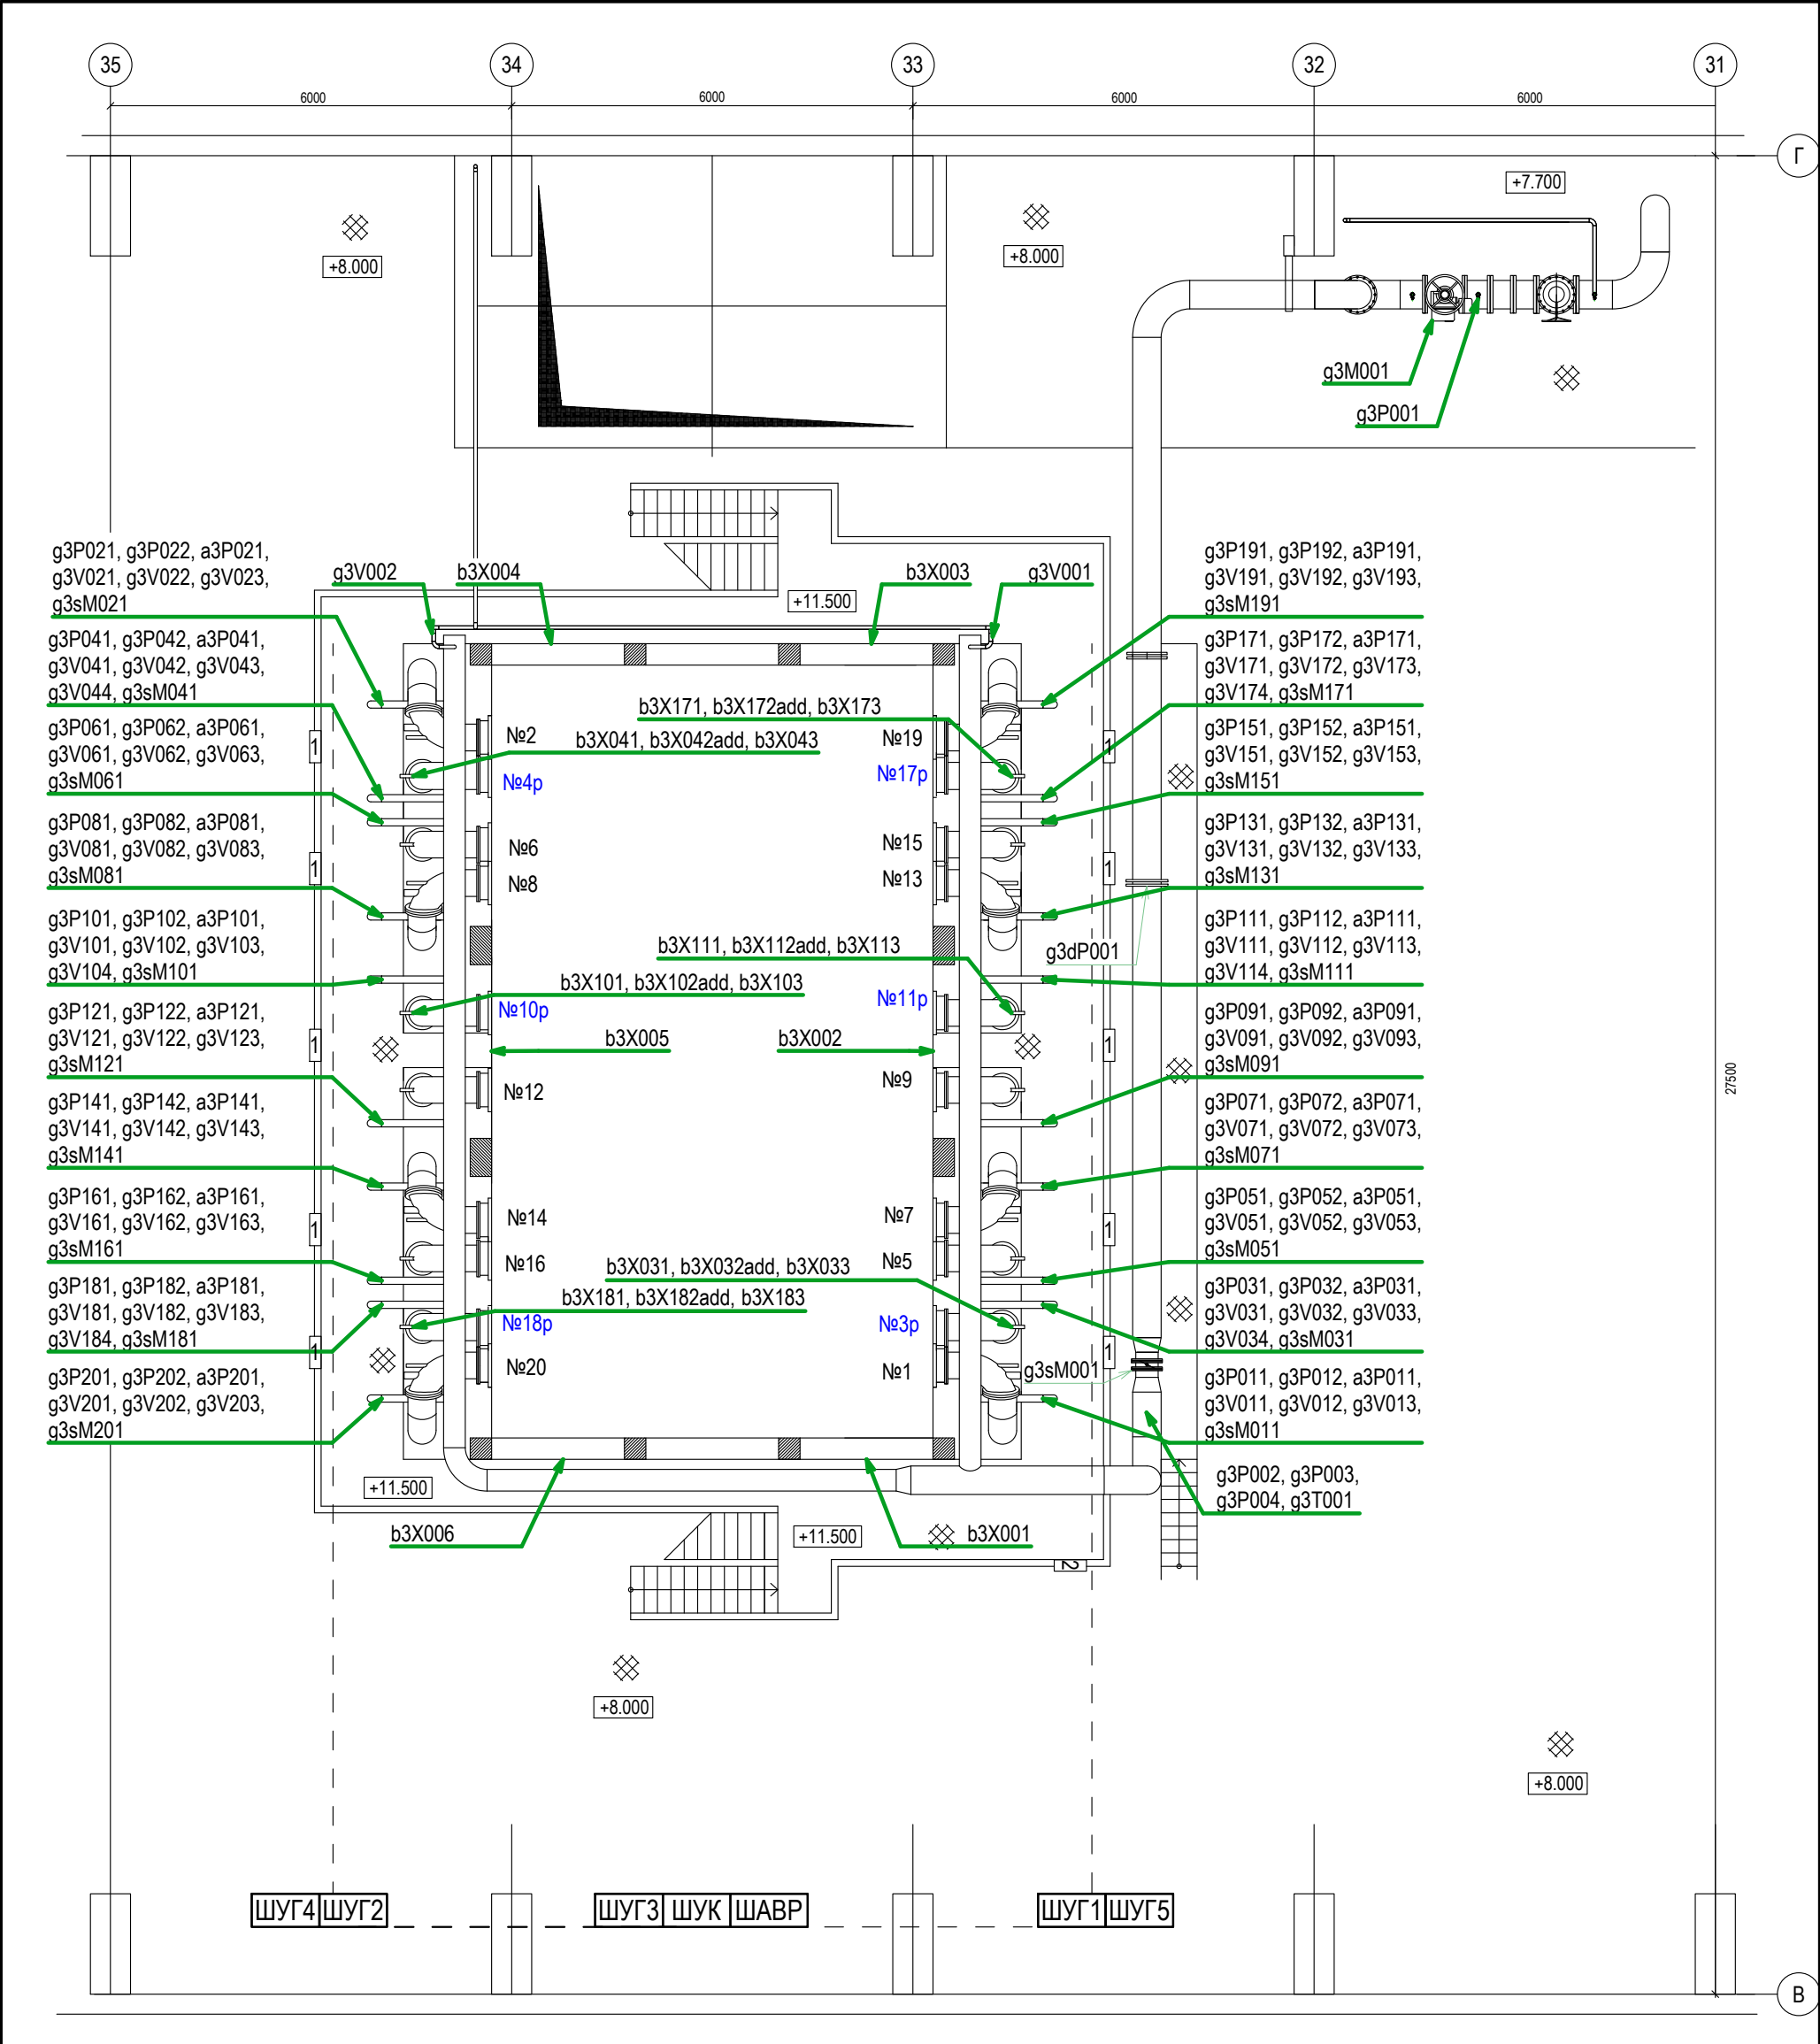 35
34
33
32
31
6000
6000
6000
6000
Г
+7.700
+8.000
+8.000
g3M001
g3P001
g3P021, g3P022, a3P021,
g3V021, g3V022, g3V023,
g3sM021
g3V002
b3X004
b3X003
g3V001
+11.500
g3P191, g3P192, a3P191,
g3V191, g3V192, g3V193,
g3sM191
g3P041, g3P042, a3P041,
g3V041, g3V042, g3V043,
g3V044, g3sM041
g3P171, g3P172, a3P171,
g3V171, g3V172, g3V173,
g3V174, g3sM171
b3X171, b3X172add, b3X173
b3X041, b3X042add, b3X043
№2
№19
№4р
№17р
1
1
g3P061, g3P062, a3P061,
g3V061, g3V062, g3V063,
g3sM061
g3P151, g3P152, a3P151,
g3V151, g3V152, g3V153,
g3sM151
№6
№15
№8
№13
1
1
g3P081, g3P082, a3P081,
g3V081, g3V082, g3V083,
g3sM081
g3P131, g3P132, a3P131,
g3V131, g3V132, g3V133,
g3sM131
g3P101, g3P102, a3P101,
g3V101, g3V102, g3V103,
g3V104, g3sM101
b3X111, b3X112add, b3X113
g3dP001
g3P111, g3P112, a3P111,
g3V111, g3V112, g3V113,
g3V114, g3sM111
b3X101, b3X102add, b3X103
№10р
№11р
b3X005
b3X002
1
1
g3P121, g3P122, a3P121,
g3V121, g3V122, g3V123,
g3sM121
g3P091, g3P092, a3P091,
g3V091, g3V092, g3V093,
g3sM091
№12
№9
27500
g3P141, g3P142, a3P141,
g3V141, g3V142, g3V143,
g3sM141
g3P071, g3P072, a3P071,
g3V071, g3V072, g3V073,
g3sM071
№14
№7
1
1
g3P161, g3P162, a3P161,
g3V161, g3V162, g3V163,
g3sM161
g3P051, g3P052, a3P051,
g3V051, g3V052, g3V053,
g3sM051
№16
№5
b3X031, b3X032add, b3X033
b3X181, b3X182add, b3X183
g3P181, g3P182, a3P181,
g3V181, g3V182, g3V183,
g3V184, g3sM181
g3P031, g3P032, a3P031,
g3V031, g3V032, g3V033,
g3V034, g3sM031
№18р
№3р
1
1
№20
№1
g3sM001
g3P201, g3P202, a3P201,
g3V201, g3V202, g3V203,
g3sM201
g3P011, g3P012, a3P011,
g3V011, g3V012, g3V013,
g3sM011
g3P002, g3P003,
g3P004, g3T001
+11.500
b3X006
+11.500
b3X001
2
+8.000
+8.000
ШУГ4 ШУГ2
ШУГ3 ШУК ШАВР
ШУГ1 ШУГ5
В